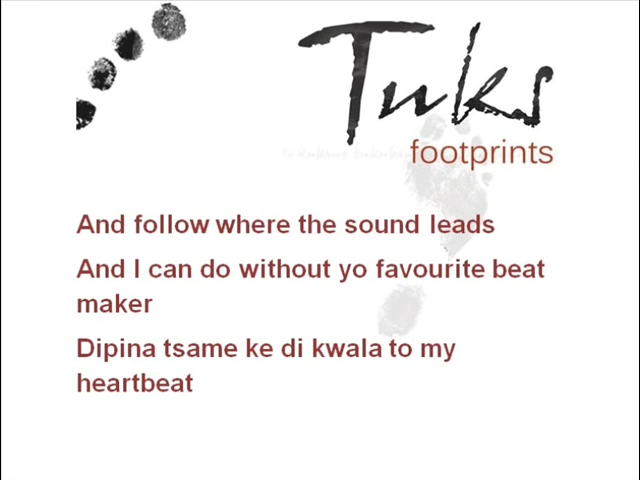 Tuks
footprints
And follow where the sound leads
And I can do without yo favourite beat
maker
Dipina tsame ke di kwala to my
heartbeat